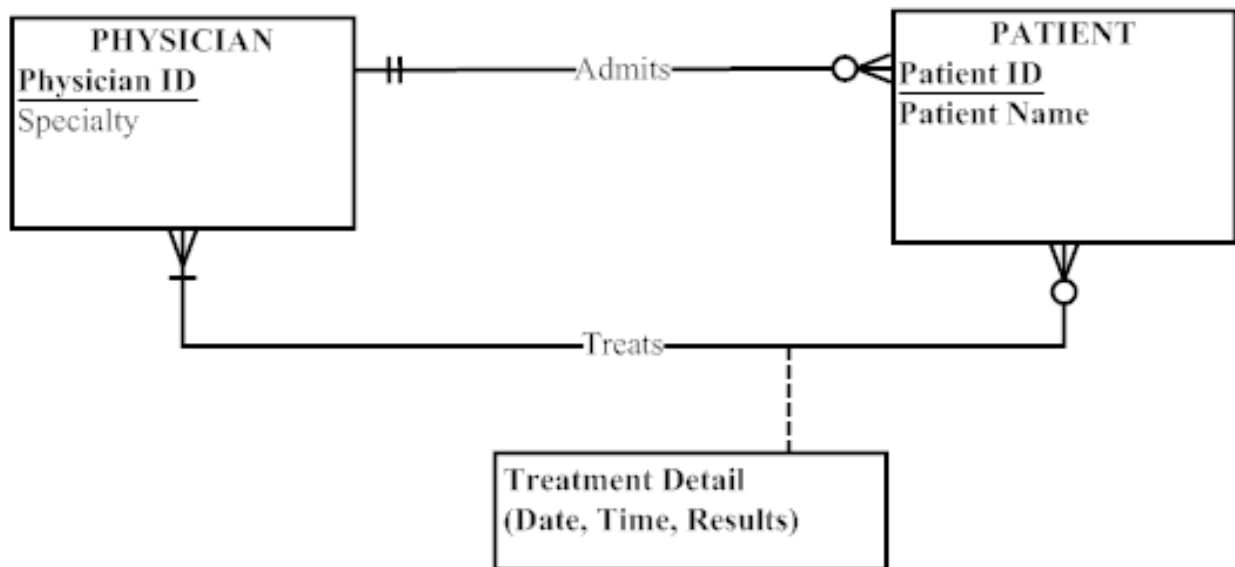 PHYSICIAN
Physician ID
Specialty
Admits
PATIENT
Patient ID
Patient Name
Treats
Treatment Detail
(Date, Time, Results)